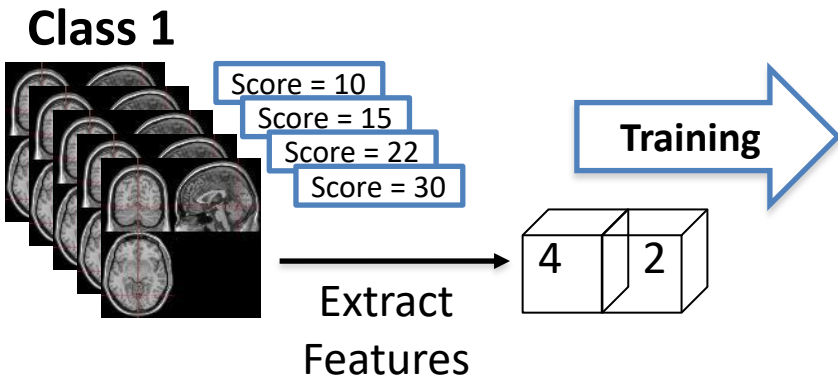 Class 1
Score = 10
Score = 15
Score = 22
Score = 30
Training
4 2
Extract
Features